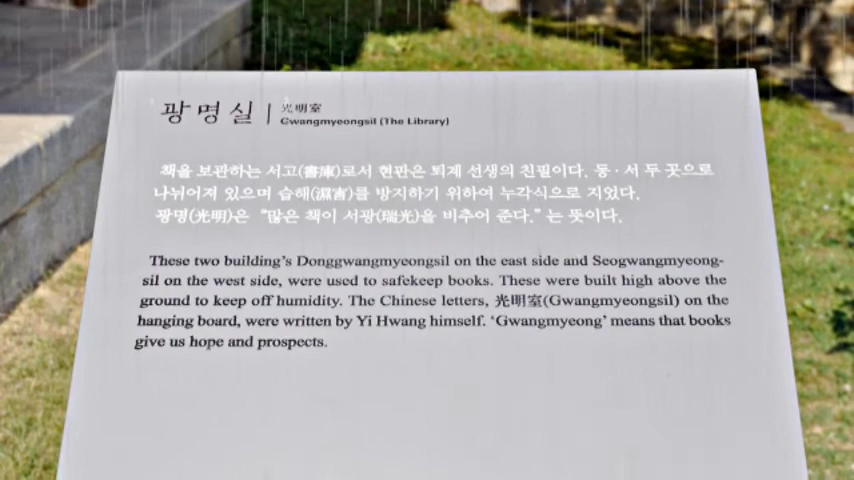 광명실 | 光明室
Gwangmyeongsil (The Library)
책을 보관하는 서고(書庫)로서 현판은 퇴계 선생의 친필이다. 동·서 두 곳으로
나뉘어져 있으며 습해(濕害)를 방지하기 위하여 누각식으로 지었다.
광명(光明)은 “많은 책이 서광(瑞光)을 비추어 준다.”는 뜻이다.
These two building's Donggwangmyeongsil on the east side and Seogwangmyeong-
sil on the west side, were used to safekeep books. These were built high above the
ground to keep off humidity. The Chinese letters, 光明室(Gwangmyeongsil) on the
hanging board, were written by Yi Hwang himself. ‘Gwangmyeong’ means that books
give us hope and prospects.